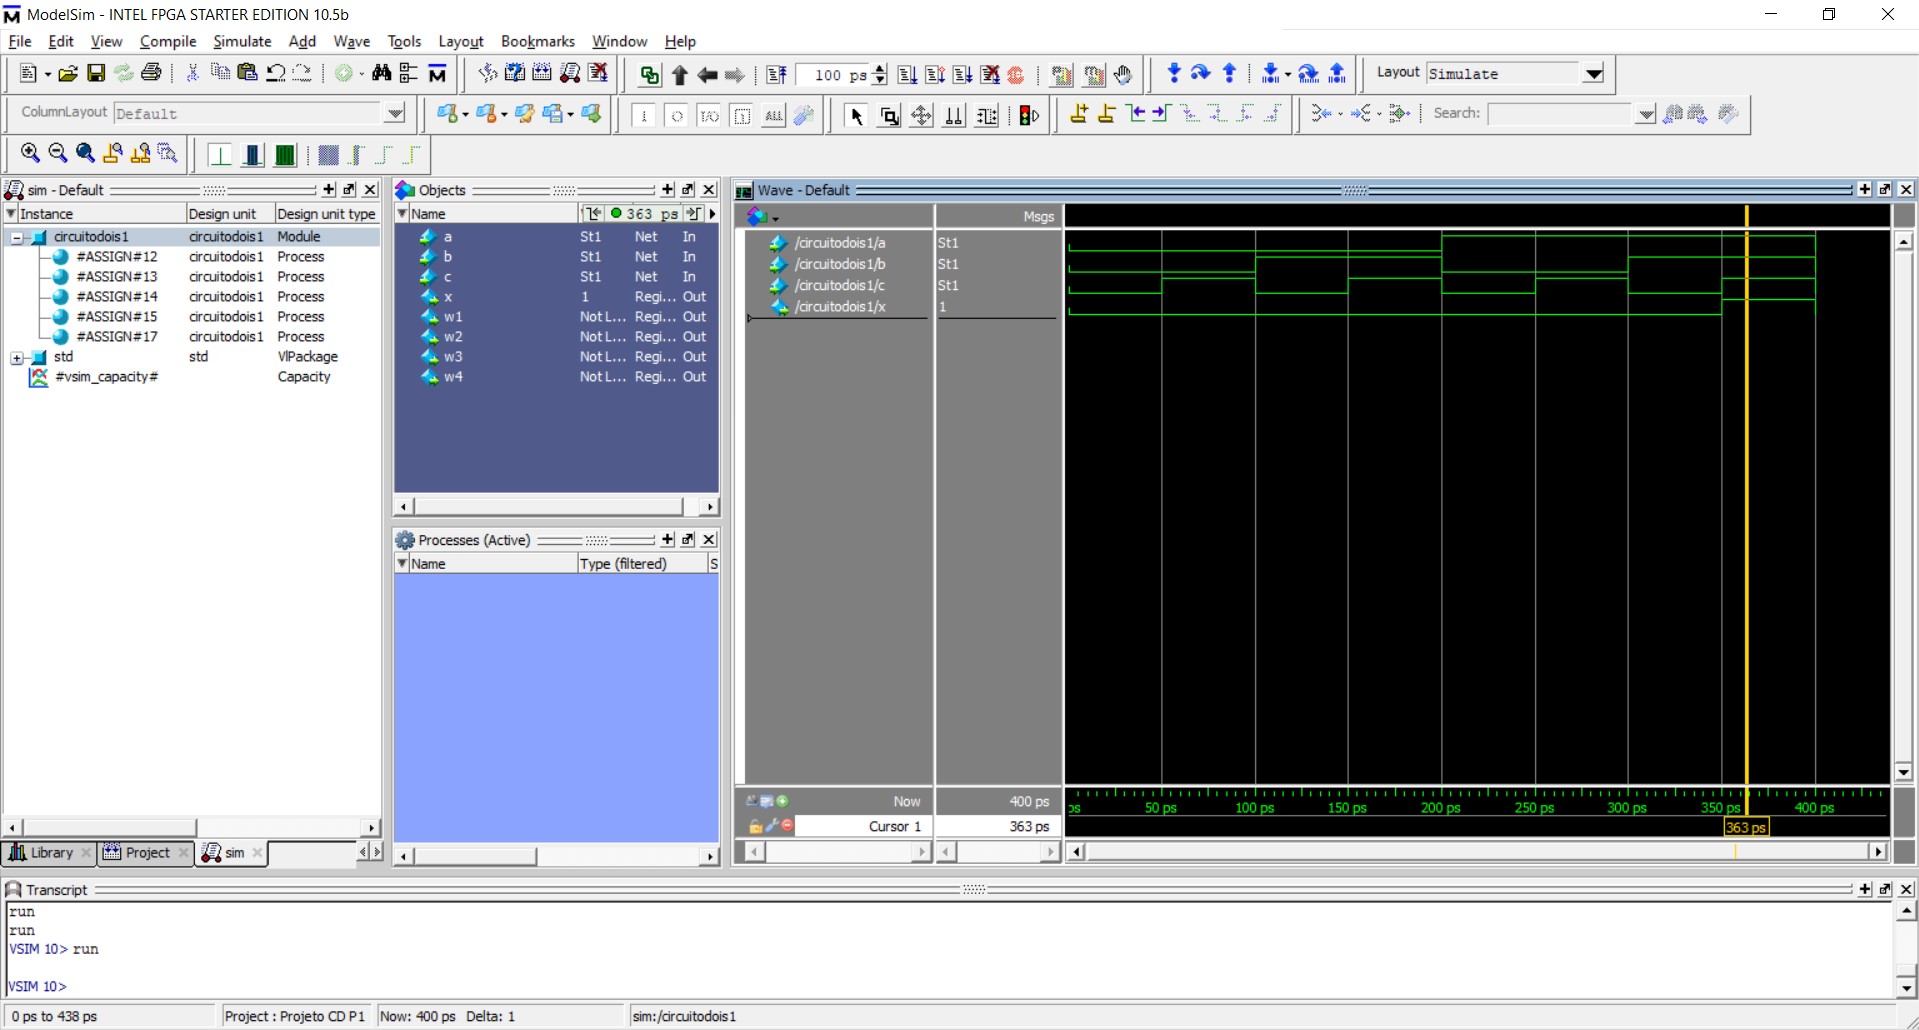 ModelSim - INTEL FPGA STARTER EDITION 10.5b
File Edit View Compile Simulate Add Wave Tools Layout Bookmarks Window Help
100 ps
Layout Simulate
ColumnLayout Default
Search:
sim - Default
Instance Design unit Design unit type
circuitodois1 circuitodois1 Module
#ASSIGN#12 circuitodois1 Process
#ASSIGN#13 circuitodois1 Process
#ASSIGN#14 circuitodois1 Process
#ASSIGN#15 circuitodois1 Process
#ASSIGN#17 circuitodois1 Process
std std VlPackage
#vsim_capacity# Capacity
Library Project sim
Objects
Name 363 ps
a St1 Net In
b St1 Net In
c St1 Net In
x 1 Regi... Out
w1 Not L... Regi... Out
w2 Not L... Regi... Out
w3 Not L... Regi... Out
w4 Not L... Regi... Out
Processes (Active)
Name Type (filtered) S
Wave - Default
Msgs
/circuitodois1/a St1
/circuitodois1/b St1
/circuitodois1/c St1
/circuitodois1/x 1
Now 400 ps
ps 50 ps 100 ps 150 ps 200 ps 250 ps 300 ps 350 ps 400 ps
Cursor 1 363 ps
363 ps
Transcript
run
run
VSIM 10> run
VSIM 10>
0 ps to 438 ps Project : Projeto CD P1 Now: 400 ps Delta: 1 sim:/circuitodois1